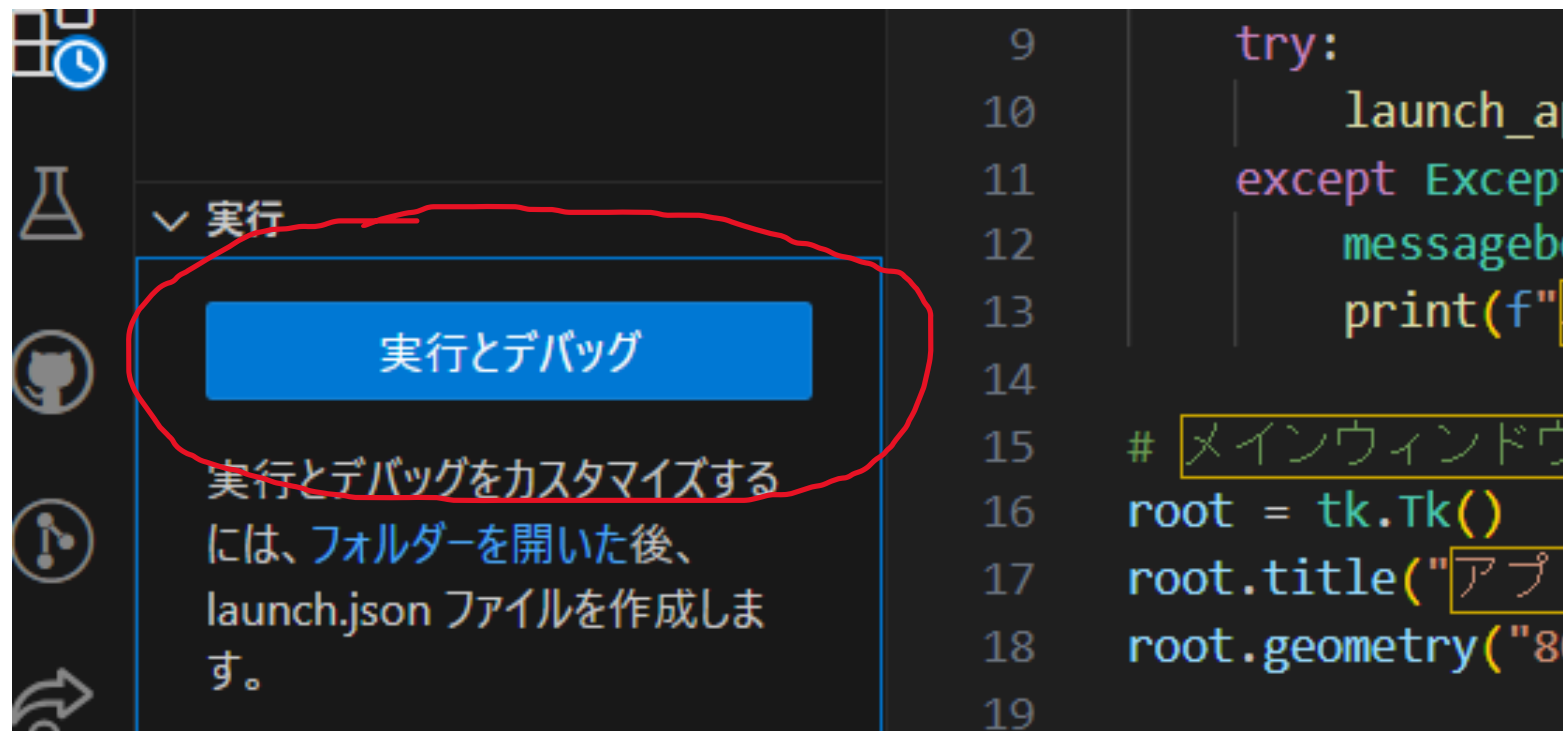 実行
実行とデバッグ
実行とデバッグをカスタマイズする
には、フォルダーを開いた後、
launch.json ファイルを作成しま
す。
9 try:
10 launch_a
11 except Excep
12 messageb
13 print(f"
14
15 # メインウィンドウ
16 root = tk.Tk()
17 root.title("アプ
18 root.geometry("8
19